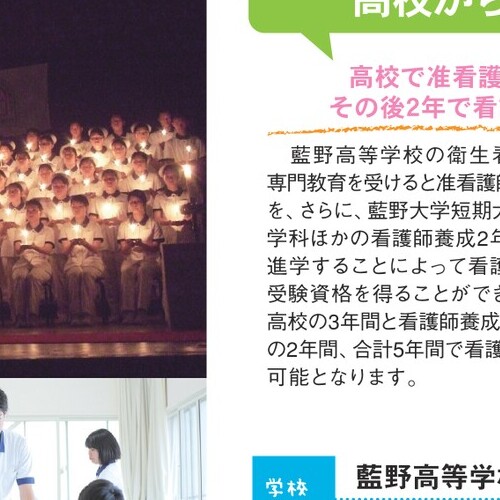 高校から
高校で准看護
その後2年で看
藍野高等学校の衛生看
専門教育を受けると准看護師
を、さらに、藍野大学短期大
学科ほかの看護師養成2年
進学することによって看護
受験資格を得ることができ
高校の3年間と看護師養成
の2年間、合計5年間で看護
可能となります。
学校
藍野高等学校